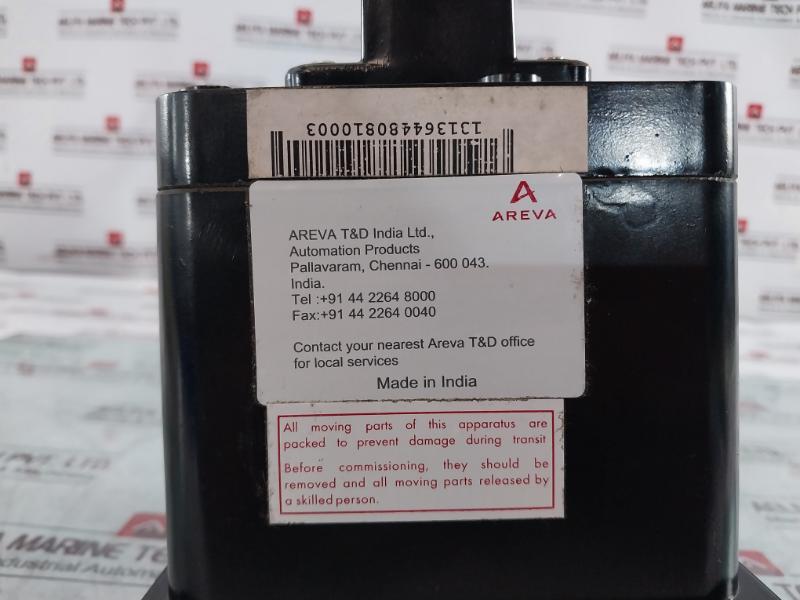 131364480810003
AREVA
AREVA T&D India Ltd.,
Automation Products
Pallavaram, Chennai - 600 043.
India.
Tel :+91 44 2264 8000
Fax:+91 44 2264 0040
Contact your nearest Areva T&D office
for local services
Made in India
All moving parts of this apparatus are
packed to prevent damage during transit
Before commissioning, they should be
removed and all moving parts released by
a skilled person.